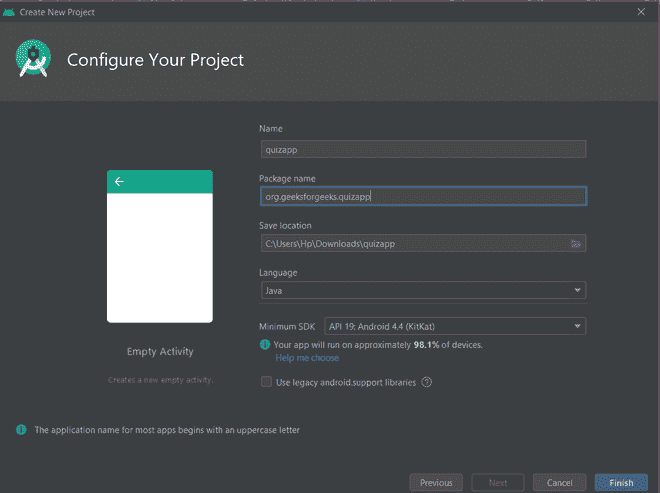 Create New Project
Configure Your Project
Name
quizapp
Package name
org.geeksforgeeks.quizapp
Save location
C:\Users\Hp\Downloads\quizapp
Language
Java
Minimum SDK API 19: Android 4.4 (KitKat)
Your app will run on approximately 98.1% of devices.
Help me choose
Use legacy android.support libraries ?
Empty Activity
Creates a new empty activity.
The application name for most apps begins with an uppercase letter
Previous Next Cancel Finish